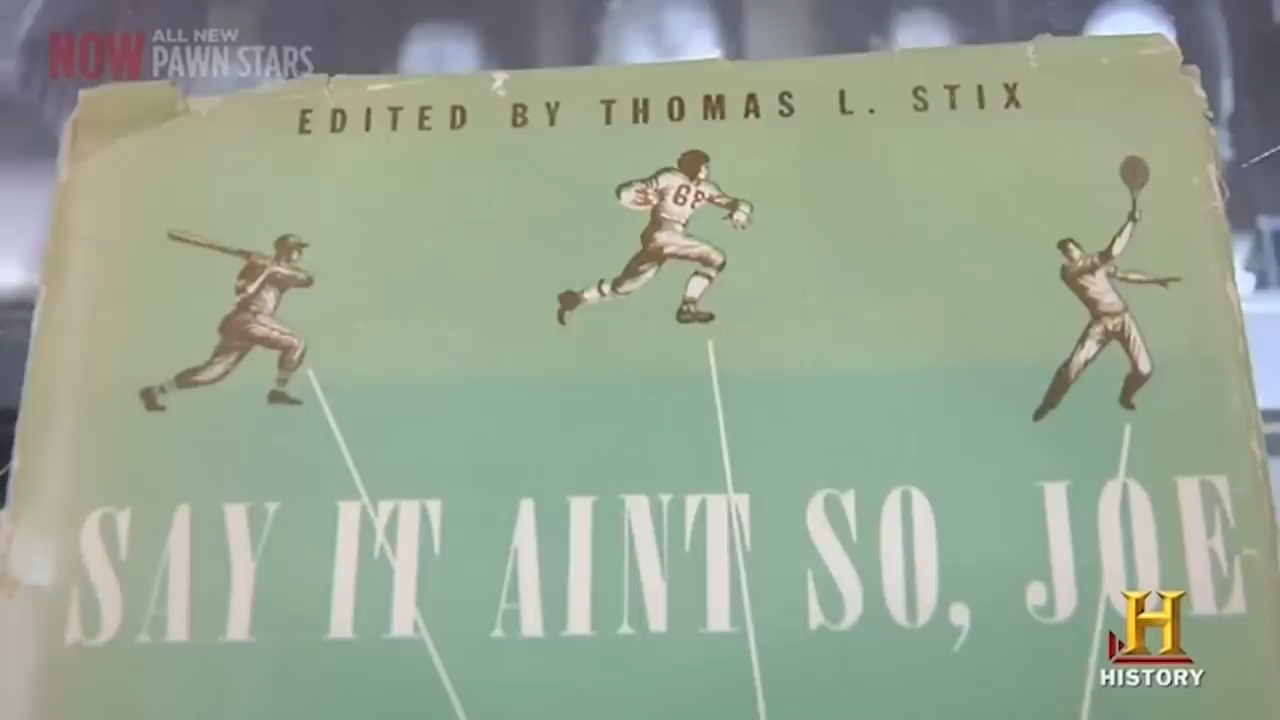 NOW ALL NEW
PAWN STARS
EDITED BY THOMAS L. STIX
68
SAY IT AINT SO, JOE
H
HISTORY